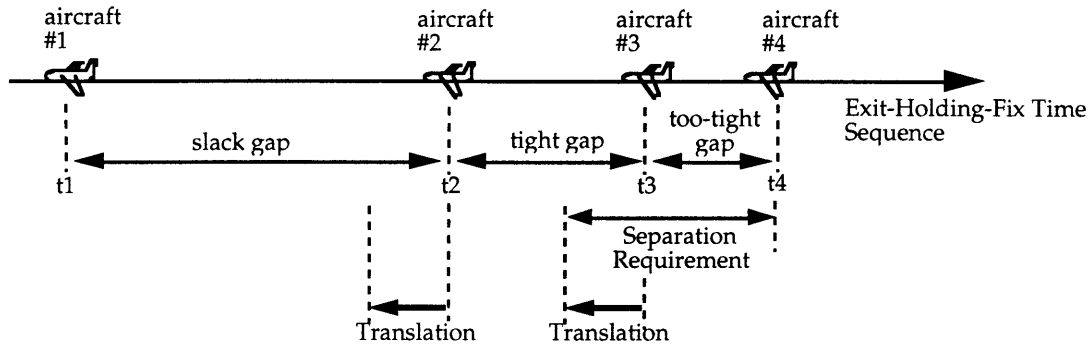 aircraft
#1
aircraft
#2
aircraft
#3
aircraft
#4
Exit-Holding-Fix Time
Sequence
slack gap
tight gap
too-tight
gap
t1
t2
t3
t4
Separation
Requirement
Translation
Translation